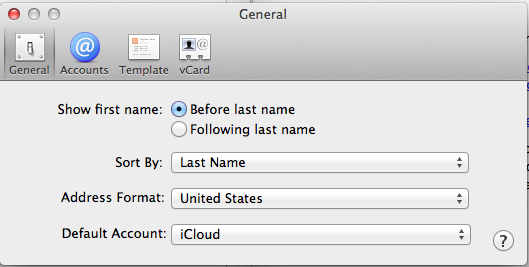 General
General Accounts Template vCard
Show first name: Before last name
Following last name
Sort By: Last Name
Address Format: United States
Default Account: iCloud
?